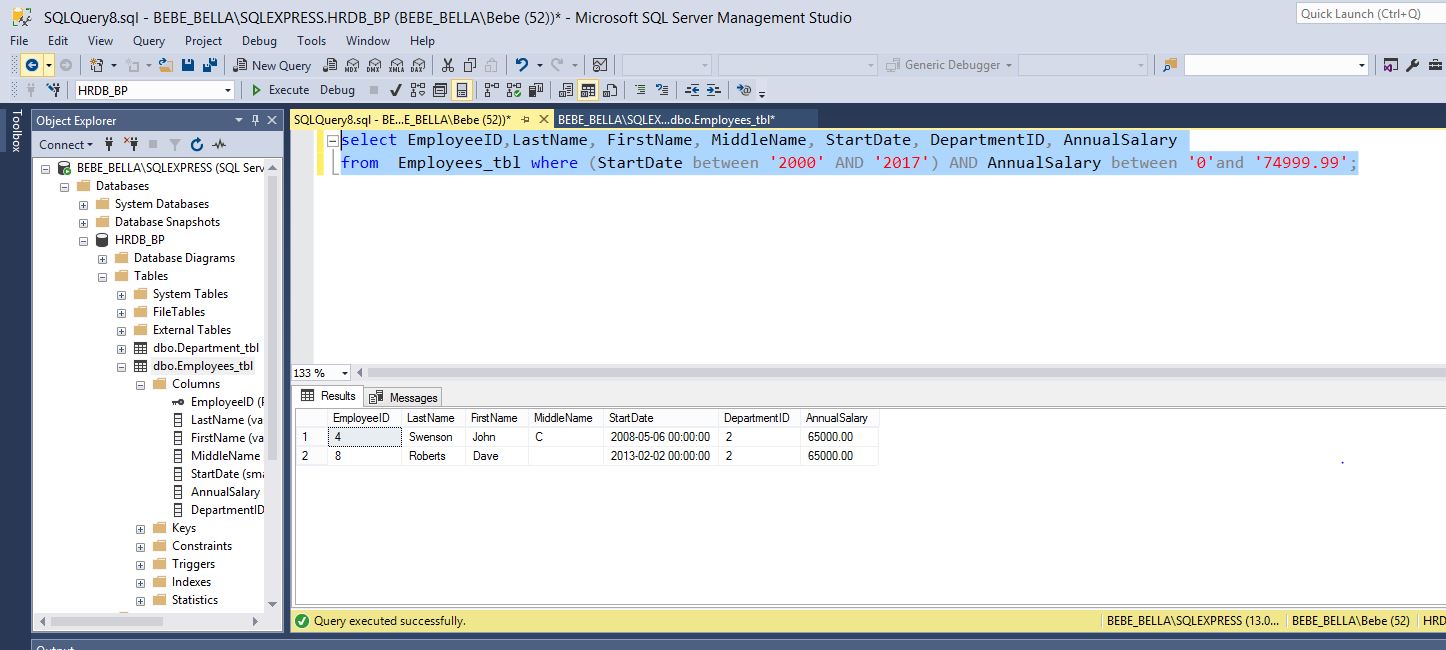 SQLQuery8.sql - BEBE_BELLA\SQLEXPRESS.HRDB_BP (BEBE_BELLA\Bebe (52))* - Microsoft SQL Server Management Studio
Quick Launch (Ctrl+Q)
File Edit View Query Project Debug Tools Window Help
New Query MDX DMX XMLA DAX Generic Debugger
HRDB_BP Execute Debug
Toolbox
Object Explorer
Connect
BEBE_BELLA\SQLEXPRESS (SQL Serv
Databases
System Databases
Database Snapshots
HRDB_BP
Database Diagrams
Tables
System Tables
FileTables
External Tables
dbo.Department_tbl
dbo.Employees_tbl
Columns
EmployeeID (
LastName (va
FirstName (va
MiddleName
StartDate (sma
AnnualSalary
DepartmentID
Keys
Constraints
Triggers
Indexes
Statistics
SQLQuery8.sql - BE...E_BELLA\Bebe (52))* BEBE_BELLA\SQLEX...dbo.Employees_tbl*
select EmployeeID,LastName, FirstName, MiddleName, StartDate, DepartmentID, AnnualSalary
from  Employees_tbl where (StartDate between '2000' AND '2017') AND AnnualSalary between '0'and '74999.99';
133 %
Results Messages
EmployeeID LastName FirstName MiddleName StartDate DepartmentID AnnualSalary
1 4 Swenson John C 2008-05-06 00:00:00 2 65000.00
2 8 Roberts Dave 2013-02-02 00:00:00 2 65000.00
Query executed successfully. BEBE_BELLA\SQLEXPRESS (13.0... BEBE_BELLA\Bebe (52) HRD
Output